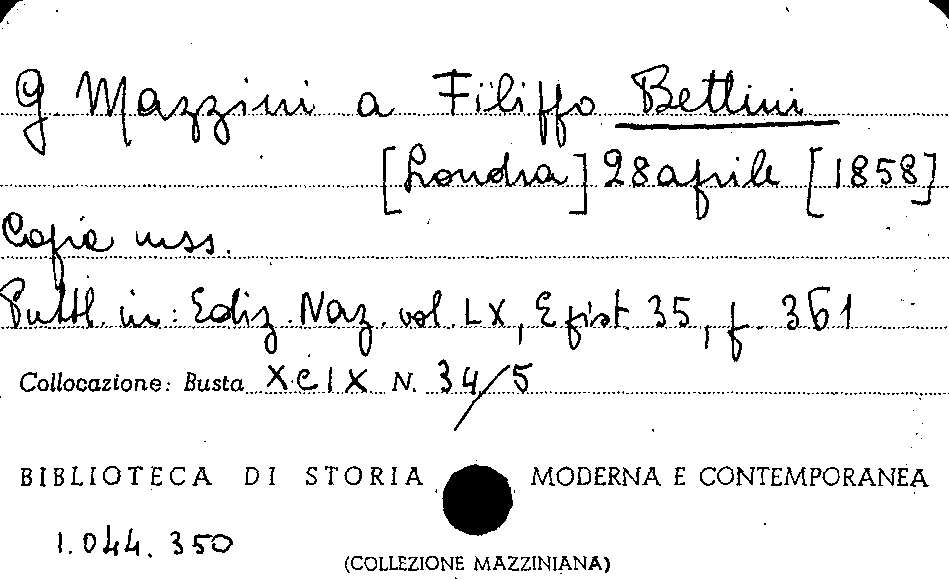 G. Mazzini a Filippo Bettini
[Londra] 28 aprile [1858]
Copia mss.
Pubbl. in: Ediz. Naz. vol. LX, Epist. 35, p. 361
Collocazione: Busta XCIX N. 34/5
BIBLIOTECA DI STORIA MODERNA E CONTEMPORANEA
1.044.350
(COLLEZIONE MAZZINIANA)